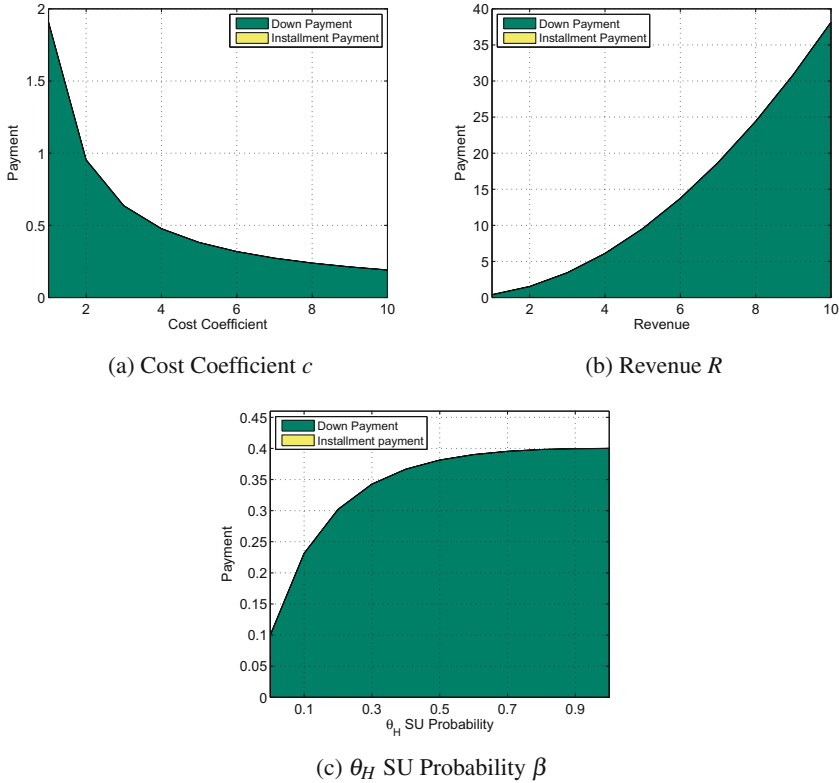 2
1.5
1
0.5
0
Payment
Down Payment
Installment Payment
2 4 6 8 10
Cost Coefficient
(a) Cost Coefficient c
40
35
30
25
20
15
10
5
0
Payment
Down Payment
Installment Payment
2 4 6 8 10
Revenue
(b) Revenue R
0.45
0.4
0.35
0.3
0.25
0.2
0.15
0.1
0.05
0
Payment
Down Payment
Installment payment
0.1 0.3 0.5 0.7 0.9
θH SU Probability
(c) θH SU Probability β